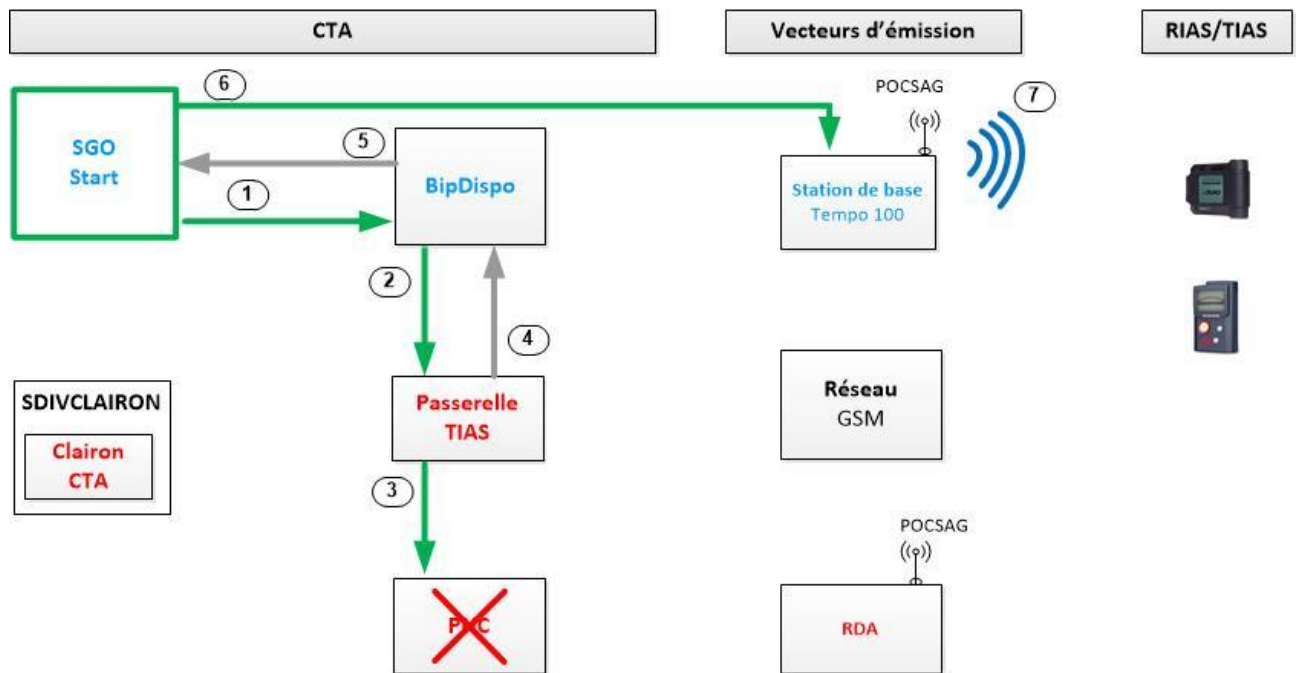 CTA
Vecteurs d'émission
RIAS/TIAS
6
POCSAG
7
SGO
Start
5
BipDispo
1
Station de base
Tempo 100
2
4
SDIVCLAIRON
Clairon
CTA
Passerelle
TIAS
Réseau
GSM
3
POCSAG
RDA